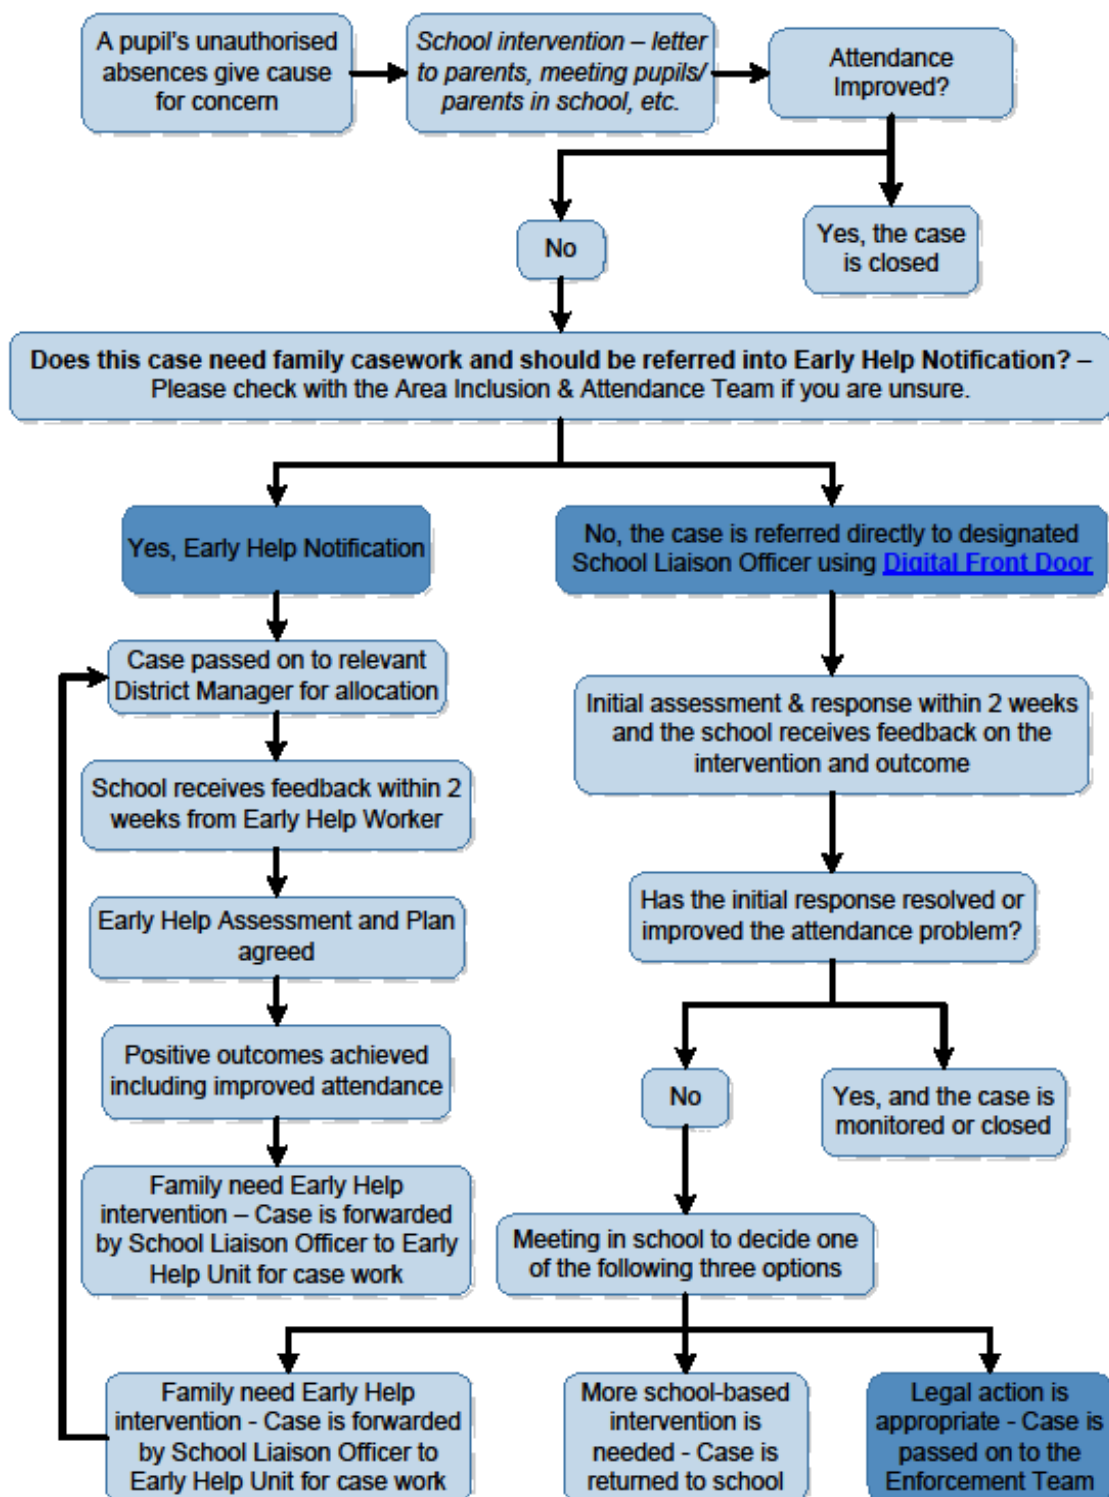 A pupil's unauthorised
absences give cause
for concern
School intervention – letter
to parents, meeting pupils/
parents in school, etc.
Attendance
Improved?
No
Yes, the case
is closed
Does this case need family casework and should be referred into Early Help Notification? –
Please check with the Area Inclusion & Attendance Team if you are unsure.
Yes, Early Help Notification
No, the case is referred directly to designated
School Liaison Officer using Digital Front Door
Case passed on to relevant
District Manager for allocation
School receives feedback within 2
weeks from Early Help Worker
Early Help Assessment and Plan
agreed
Positive outcomes achieved
including improved attendance
Family need Early Help
intervention – Case is forwarded
by School Liaison Officer to Early
Help Unit for case work
Initial assessment & response within 2 weeks
and the school receives feedback on the
intervention and outcome
Has the initial response resolved or
improved the attendance problem?
No
Yes, and the case is
monitored or closed
Meeting in school to decide one
of the following three options
Family need Early Help
intervention - Case is forwarded
by School Liaison Officer to
Early Help Unit for case work
More school-based
intervention is
needed - Case is
returned to school
Legal action is
appropriate - Case is
passed on to the
Enforcement Team